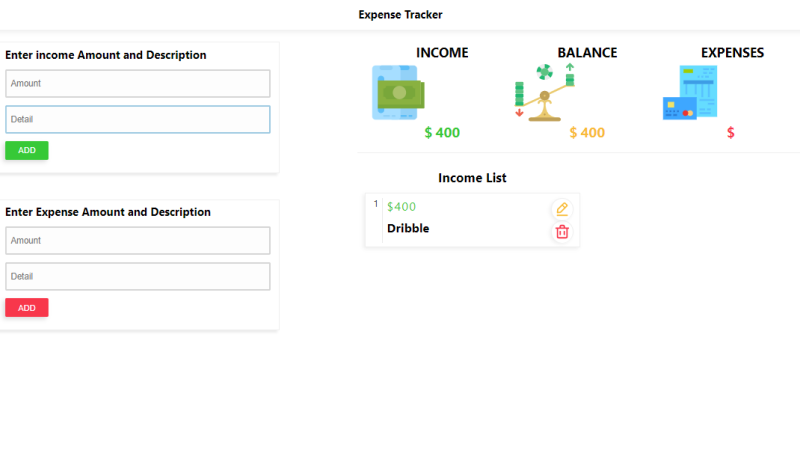 Expense Tracker
Enter income Amount and Description
Amount
Detail
ADD
Enter Expense Amount and Description
Amount
Detail
ADD
INCOME
$ 400
BALANCE
$ 400
EXPENSES
$
Income List
1
$400
Dribble